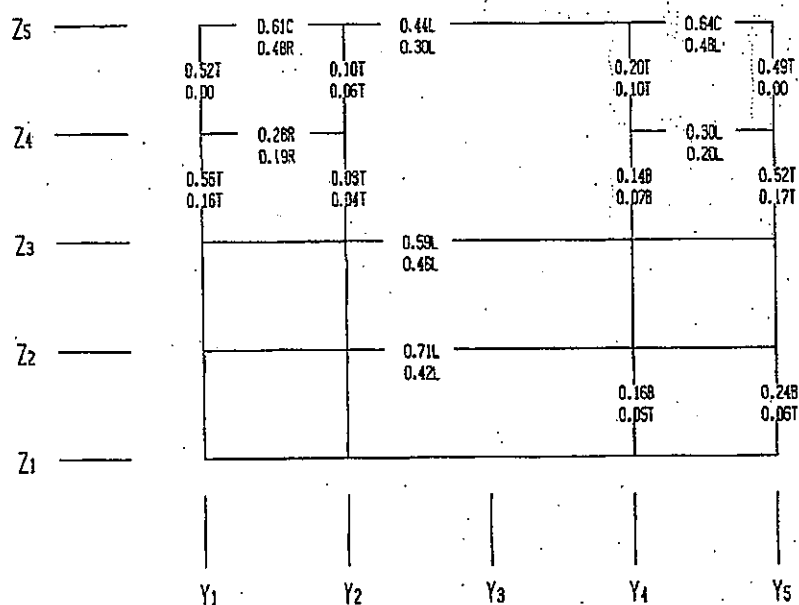 Z5 0.61C 0.44L 0.64C
0.48R 0.30L 0.48L
0.52T 0.10T 0.20T 0.49T
0.00 0.06T 0.10T 0.00
Z4 0.26R 0.30L
0.19R 0.20L
0.55T 0.09T 0.14B 0.52T
0.16T 0.04T 0.07B 0.17T
Z3 0.59L
0.46L
Z2 0.71L
0.42L
0.16B 0.24B
0.05T 0.06T
Z1
Y1 Y2 Y3 Y4 Y5